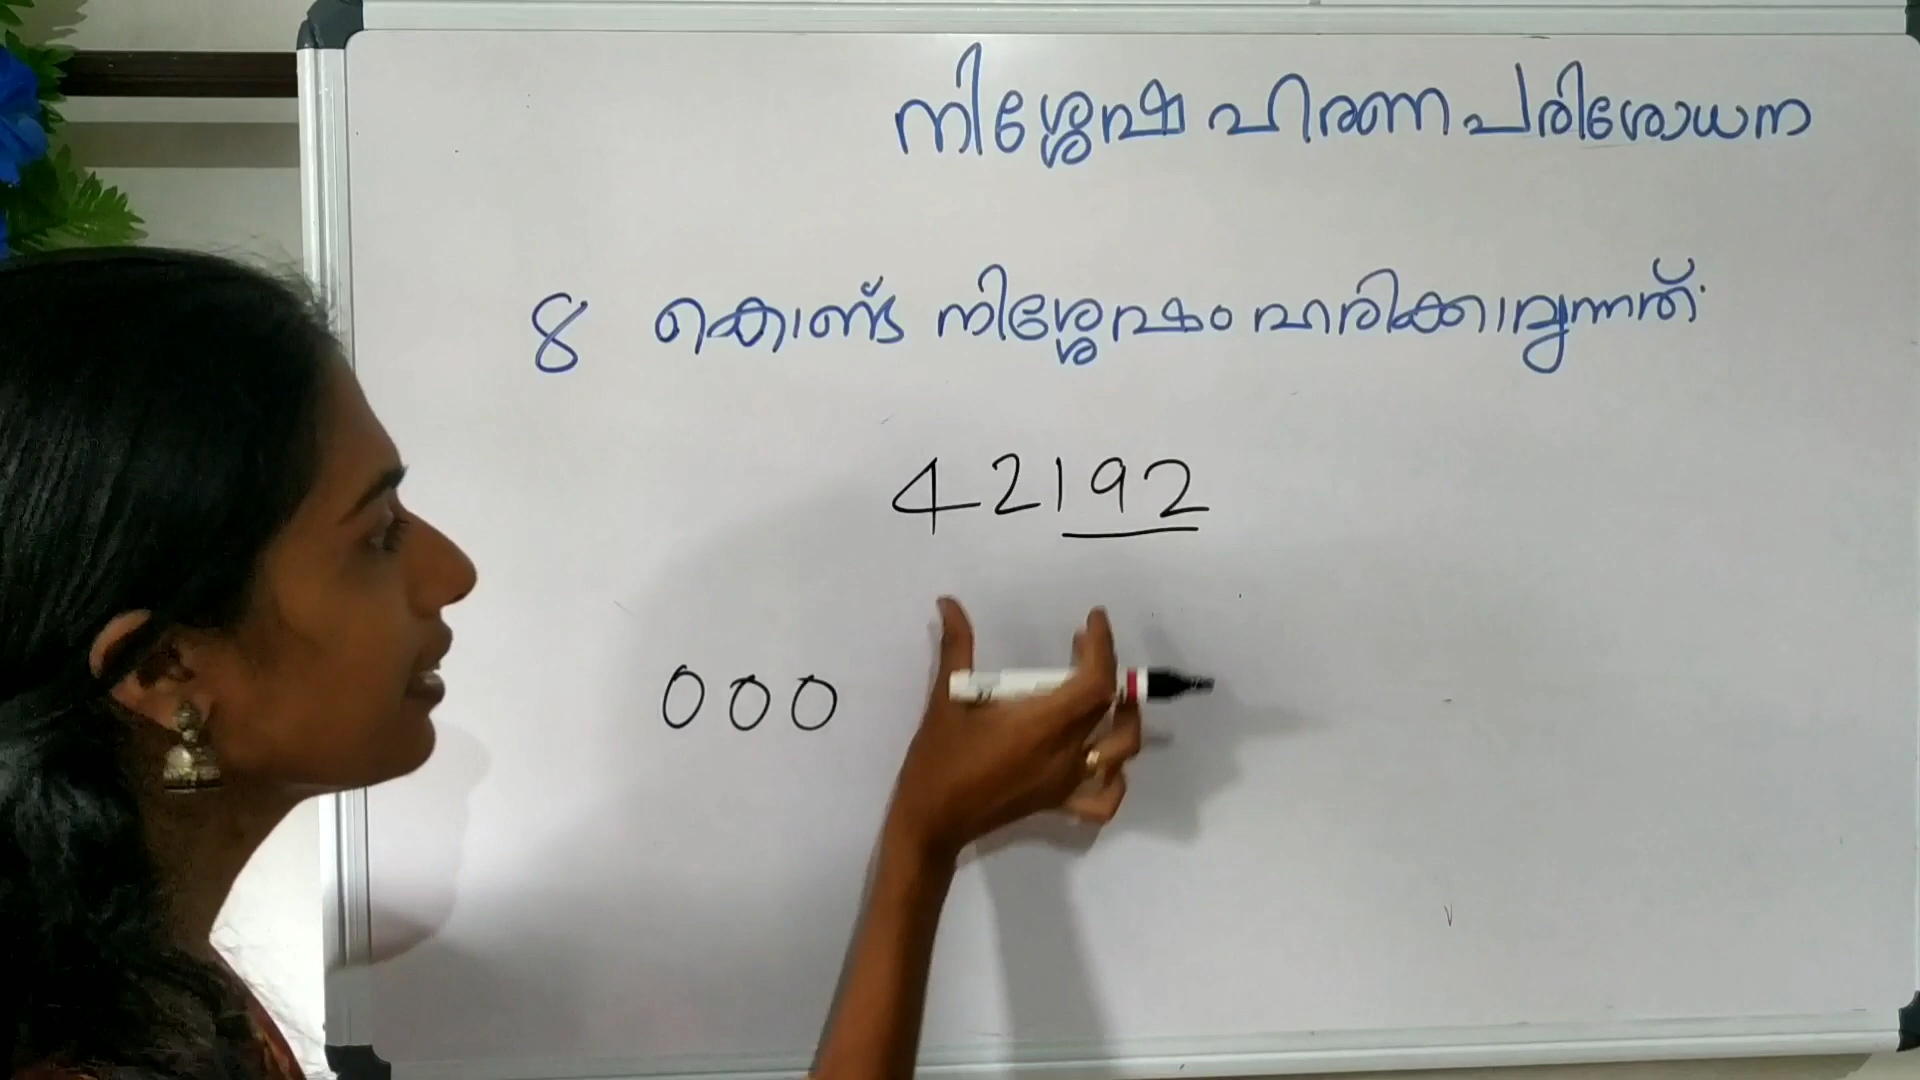 നിശ്ശേഷ ഹരണ പരിശോധന
8 കൊണ്ട് നിശ്ശേഷം ഹരിക്കാവുന്നത്
42192
000